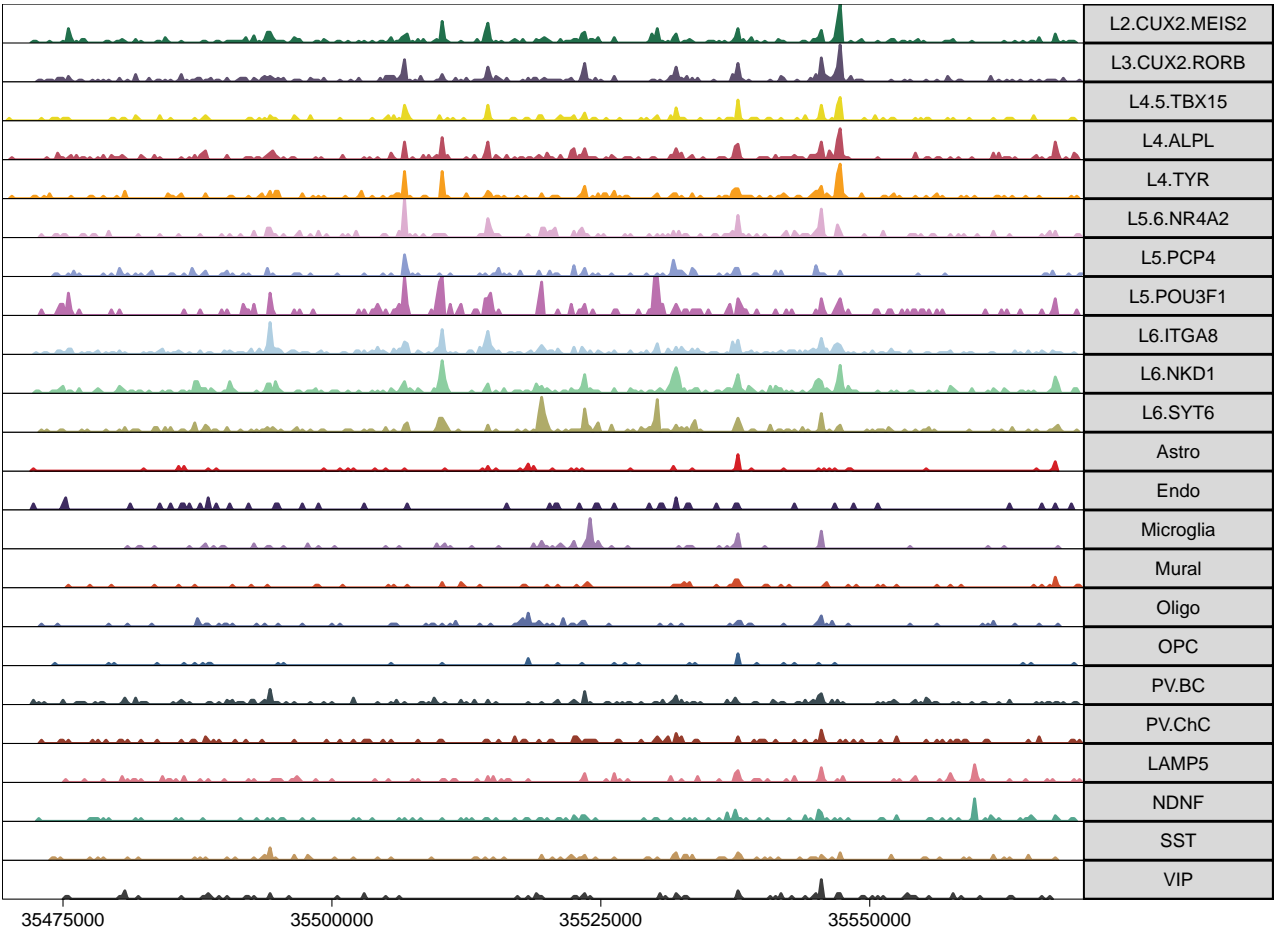 L2.CUX2.MEIS2
L3.CUX2.RORB
L4.5.TBX15
L4.ALPL
L4.TYR
L5.6.NR4A2
L5.PCP4
L5.POU3F1
L6.ITGA8
L6.NKD1
L6.SYT6
Astro
Endo
Microglia
Mural
Oligo
OPC
PV.BC
PV.ChC
LAMP5
NDNF
SST
VIP
35475000 35500000 35525000 35550000